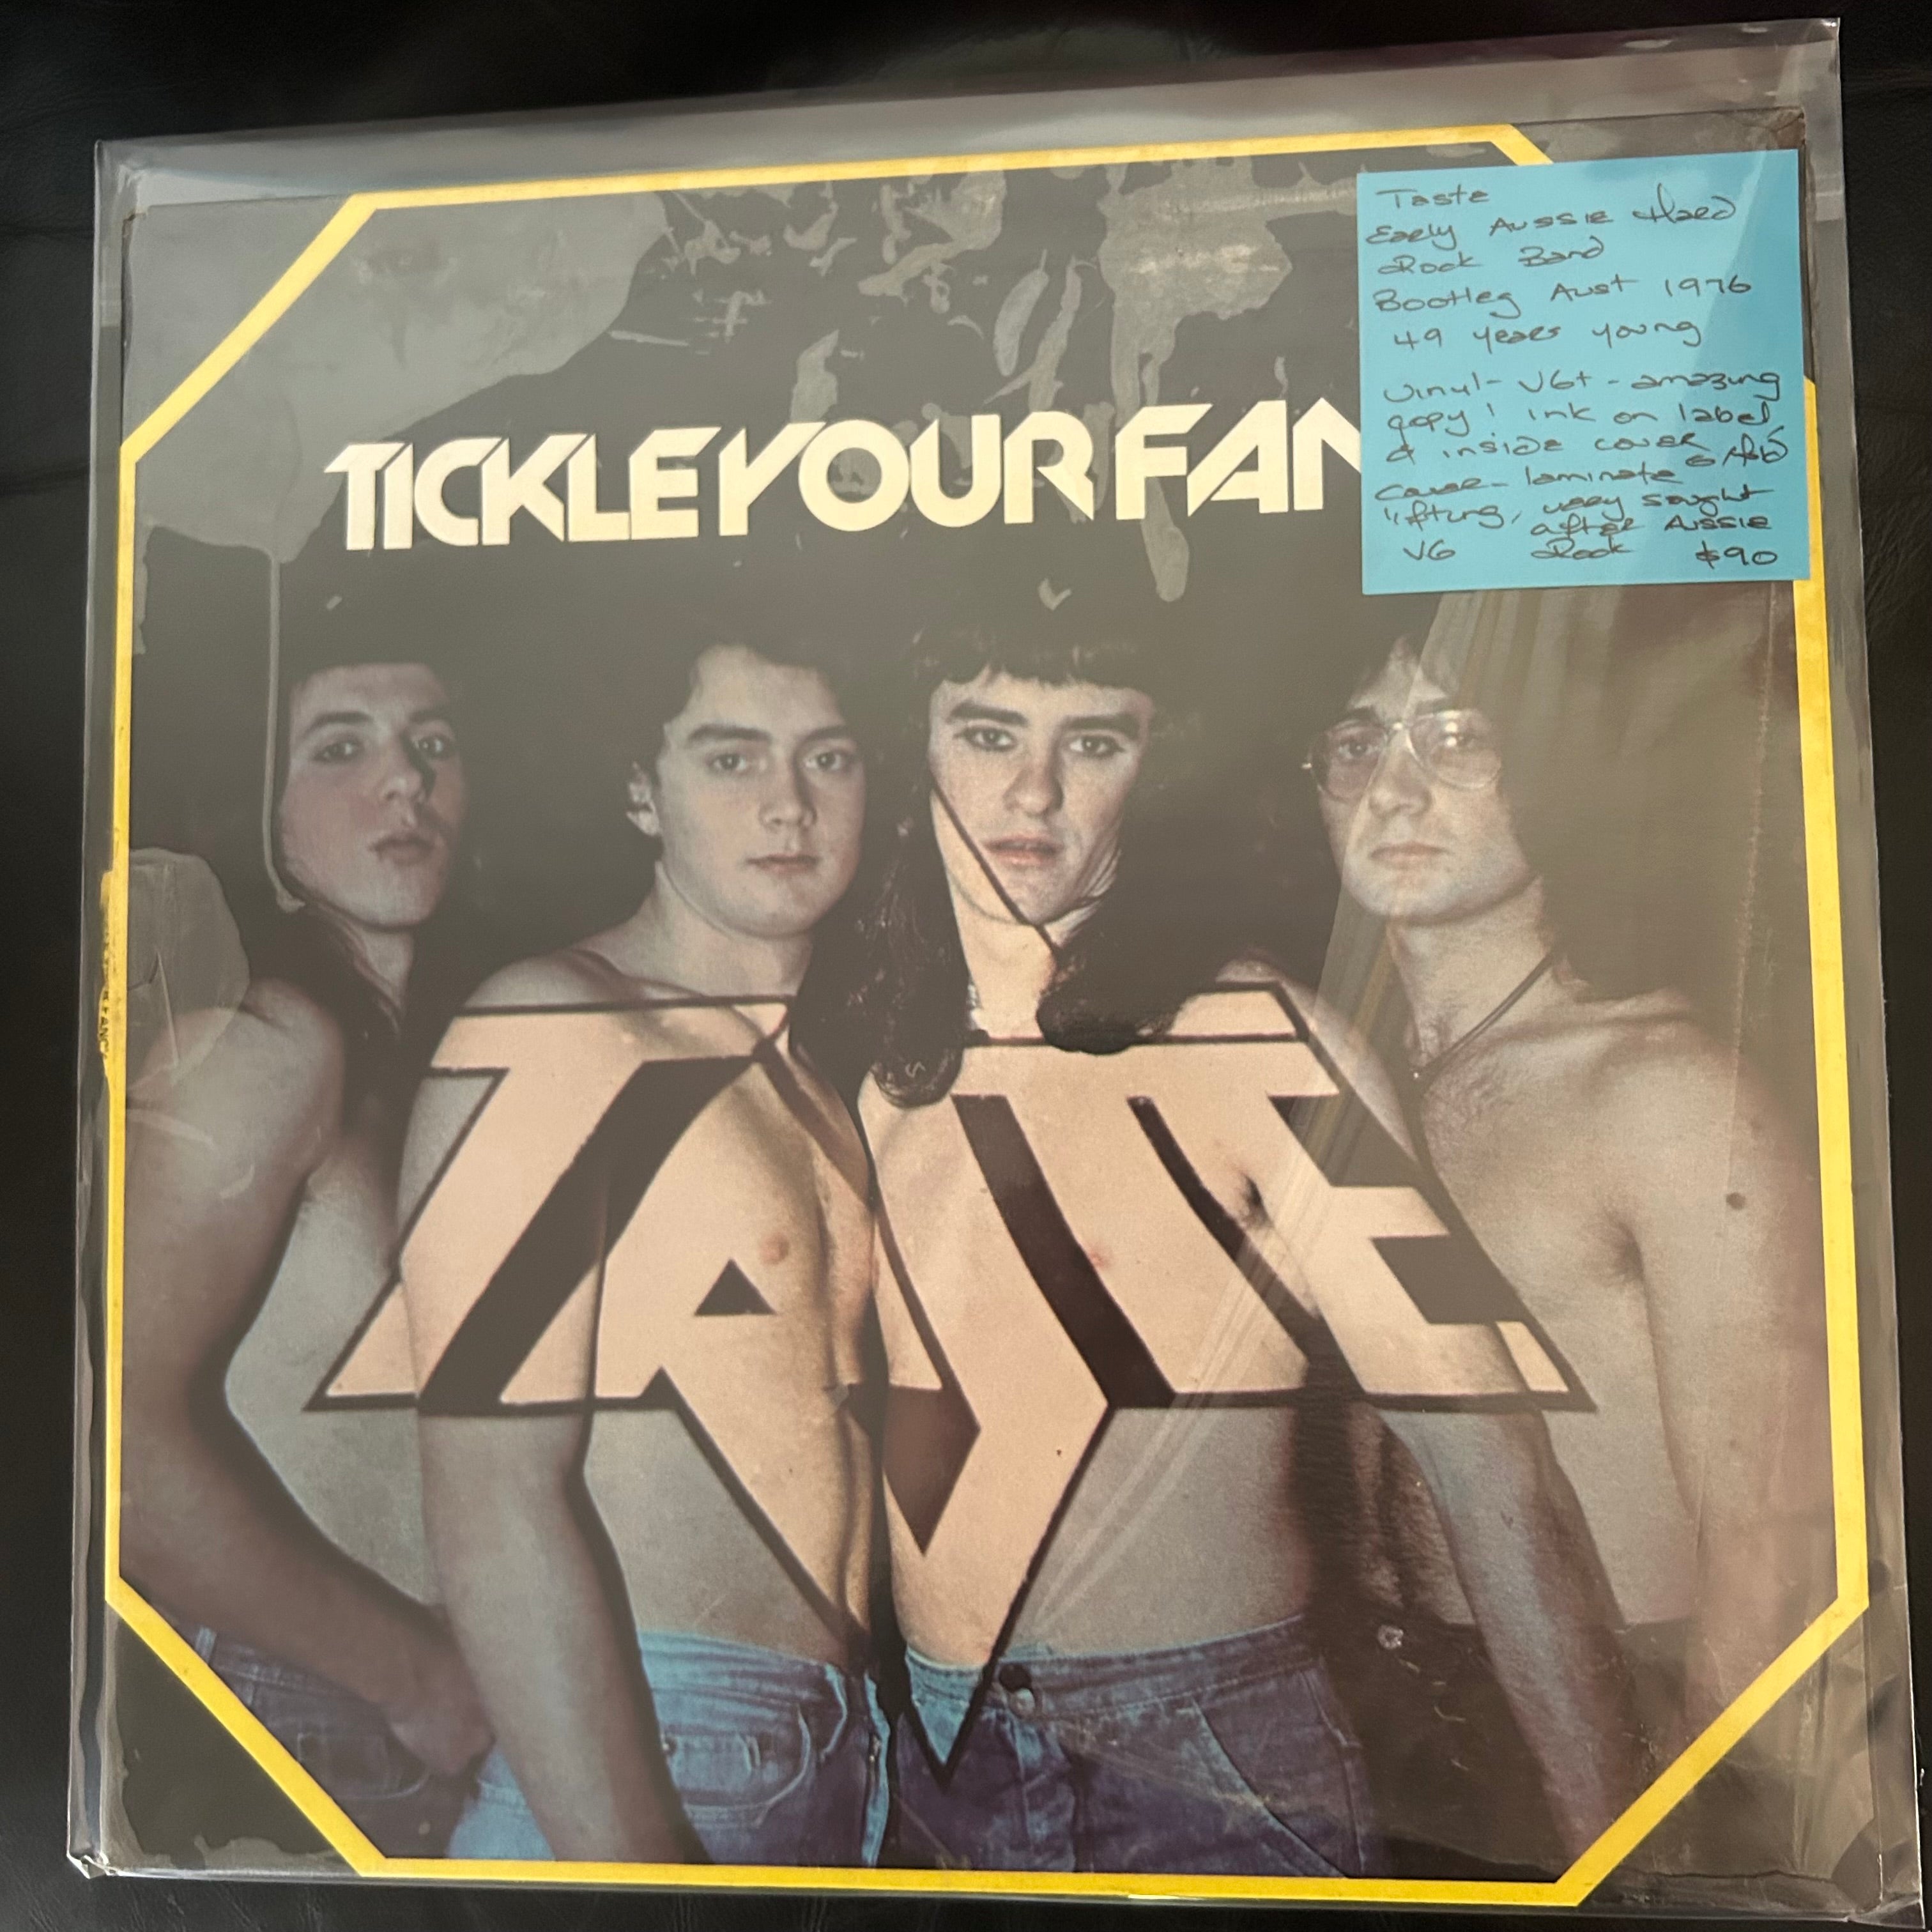 Taste
Early Aussie Hard
Rock Band
Bootleg Aust 1976
49 years young
Vinyl - VG+ - amazing
copy! ink on label
& inside cover
Cover - laminate
lifting, very sought
after Aussie
VG Rock $90
TICKLE YOUR FAN
TASTE